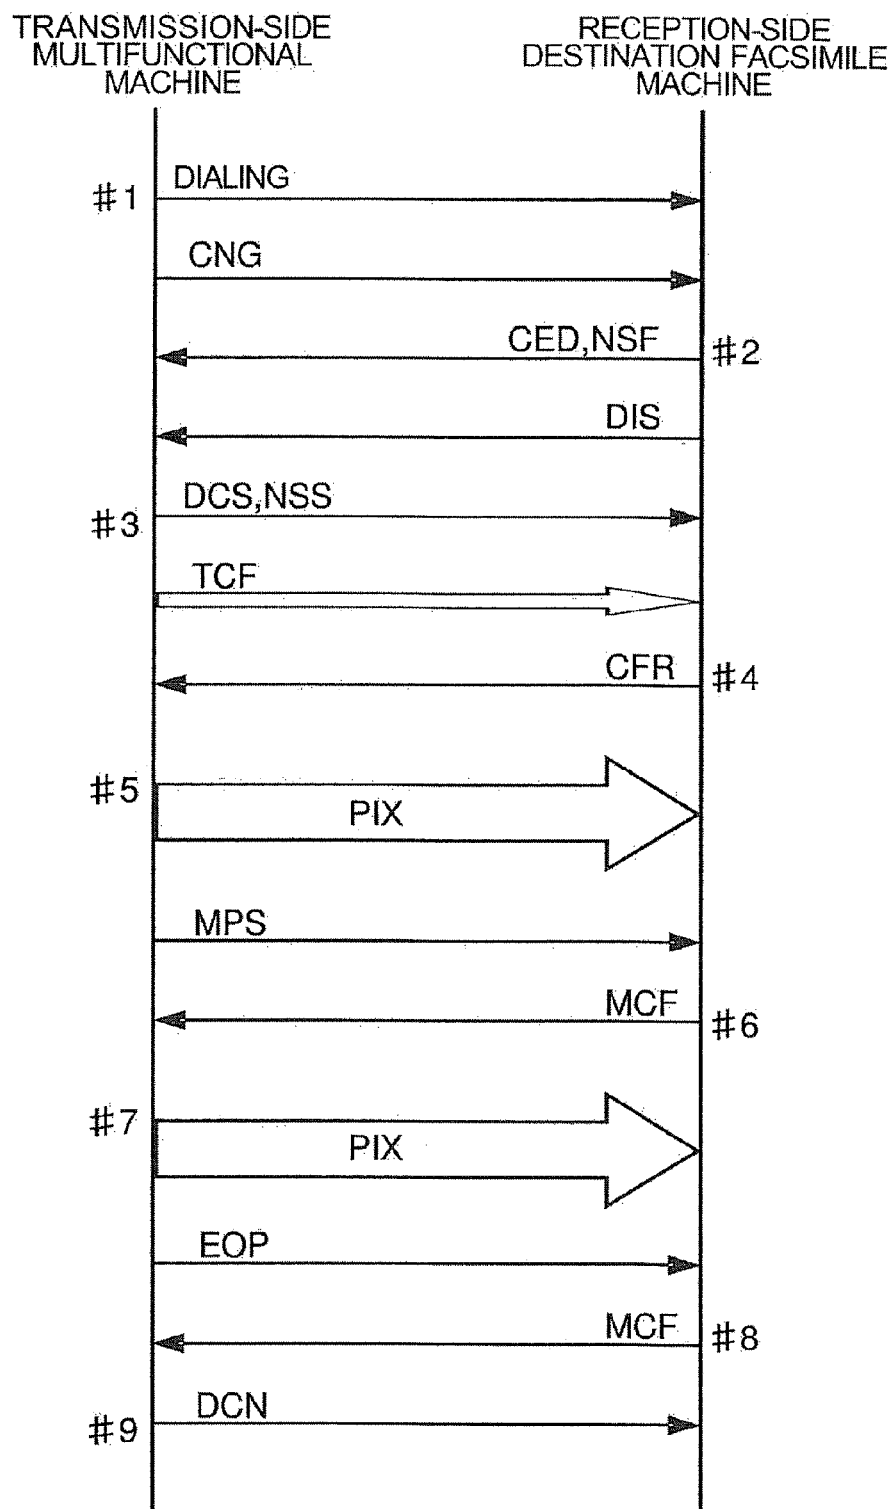 TRANSMISSION-SIDE
MULTIFUNCTIONAL
MACHINE
RECEPTION-SIDE
DESTINATION FACSIMILE
MACHINE
#1
DIALING
CNG
CED,NSF
#2
DIS
#3
DCS,NSS
TCF
CFR
#4
#5
PIX
MPS
MCF
#6
#7
PIX
EOP
MCF
#8
#9
DCN